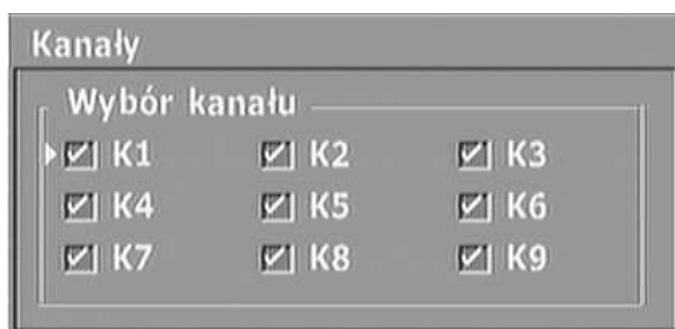 Kanały
Wybór kanału
K1 K2 K3
K4 K5 K6
K7 K8 K9